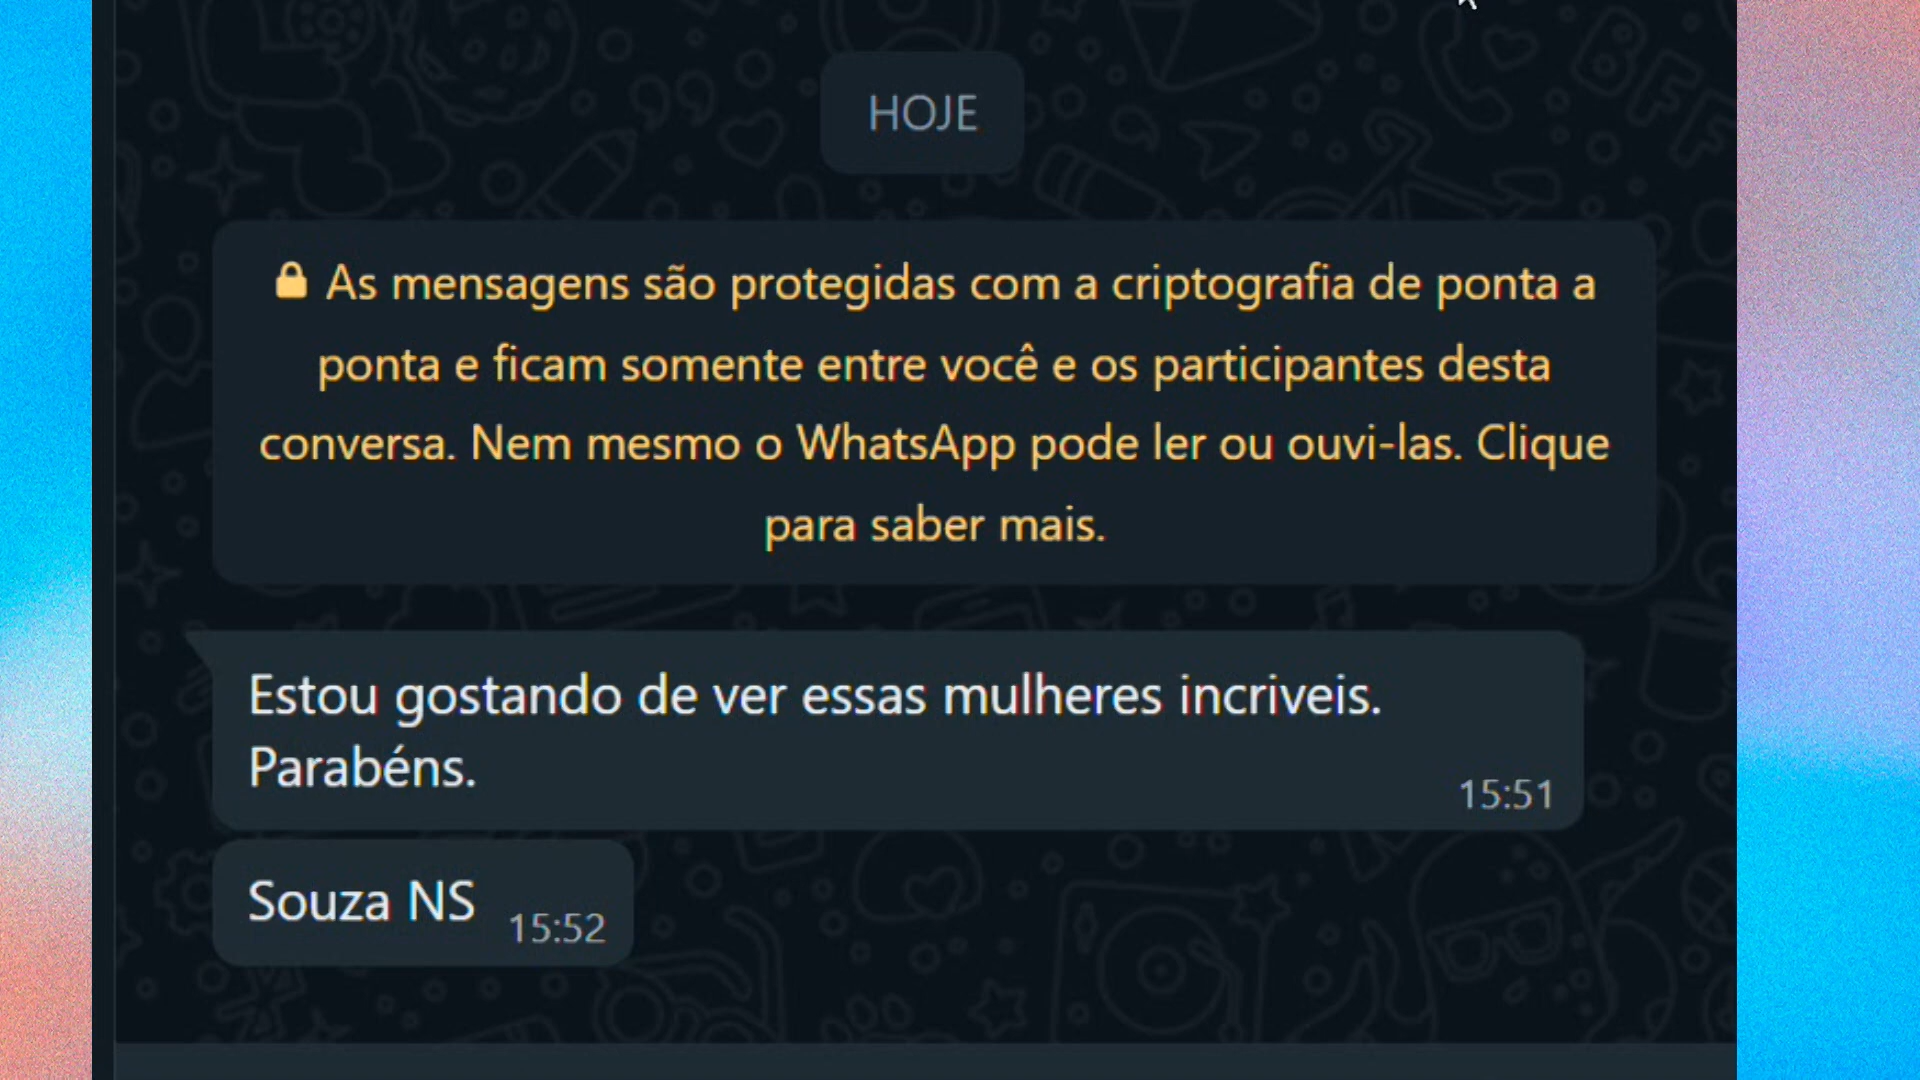 HOJE
As mensagens são protegidas com a criptografia de ponta a
ponta e ficam somente entre você e os participantes desta
conversa. Nem mesmo o WhatsApp pode ler ou ouvi-las. Clique
para saber mais.
Estou gostando de ver essas mulheres incriveis.
Parabéns.
15:51
Souza NS
15:52